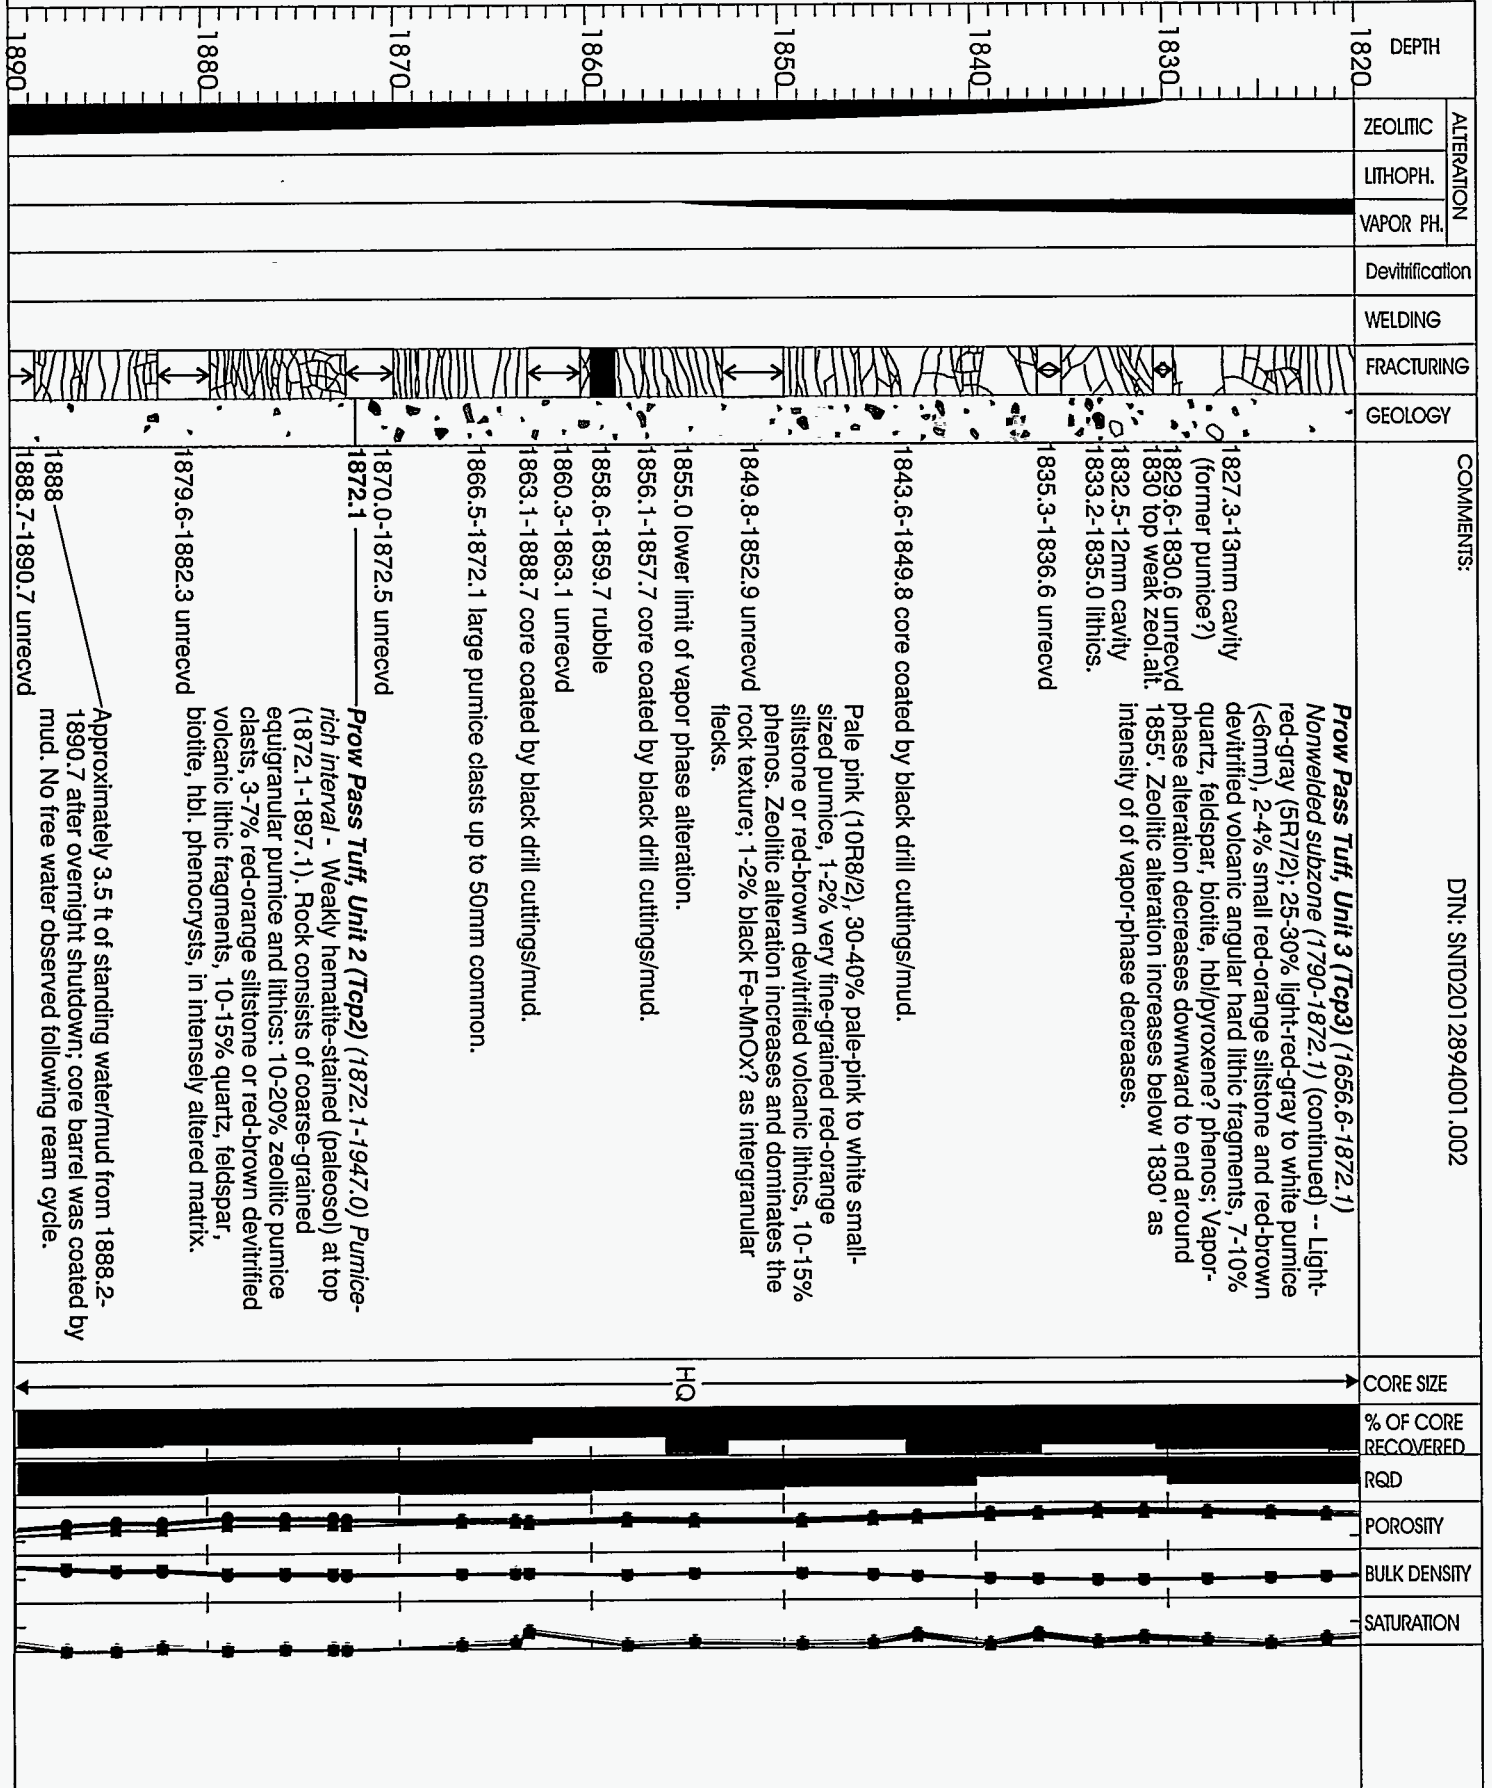 DTN: SNT02012894001.002
DEPTH
ALTERATION
ZEOLITIC
LITHOPH.
VAPOR PH.
Devitrification
WELDING
FRACTURING
GEOLOGY
COMMENTS:
CORE SIZE
% OF CORE
RECOVERED
RQD
POROSITY
BULK DENSITY
SATURATION
1820
1830
1840
1850
1860
1870
1880
1890
1827.3-13mm cavity
(former pumice?)
1829.6-1830.6 unrecvd
1830 top weak zeol.alt.
1832.5-12mm cavity
1833.2-1835.0 lithics.
1835.3-1836.6 unrecvd
1843.6-1849.8 core coated by black drill cuttings/mud.
1849.8-1852.9 unrecvd
1855.0 lower limit of vapor phase alteration.
1856.1-1857.7 core coated by black drill cuttings/mud.
1858.6-1859.7 rubble
1860.3-1863.1 unrecvd
1863.1-1888.7 core coated by black drill cuttings/mud.
1866.5-1872.1 large pumice clasts up to 50mm common.
1870.0-1872.5 unrecvd
1872.1
1879.6-1882.3 unrecvd
1888
1888.7-1890.7 unrecvd
Prow Pass Tuff, Unit 3 (Tcp3) (1656.6-1872.1)
Nonwelded subzone (1790-1872.1) (continued) -- Light-
red-gray (5R7/2); 25-30% light-red-gray to white pumice
(<6mm), 2-4% small red-orange siltstone and red-brown
devitrified volcanic angular hard lithic fragments, 7-10%
quartz, feldspar, biotite, hbl/pyroxene? phenos; Vapor-
phase alteration decreases downward to end around
1855'. Zeolitic alteration increases below 1830' as
intensity of of vapor-phase decreases.
Pale pink (10R8/2), 30-40% pale-pink to white small-
sized pumice, 1-2% very fine-grained red-orange
siltstone or red-brown devitrified volcanic lithics, 10-15%
phenos. Zeolitic alteration increases and dominates the
rock texture; 1-2% black Fe-MnOx? as intergranular
flecks.
Prow Pass Tuff, Unit 2 (Tcp2) (1872.1-1947.0) Pumice-
rich interval - Weakly hematite-stained (paleosol) at top
(1872.1-1897.1). Rock consists of coarse-grained
equigranular pumice and lithics: 10-20% zeolitic pumice
clasts, 3-7% red-orange siltstone or red-brown devitrified
volcanic lithic fragments, 10-15% quartz, feldspar,
biotite, hbl. phenocrysts, in intensely altered matrix.
Approximately 3.5 ft of standing water/mud from 1888.2-
1890.7 after overnight shutdown; core barrel was coated by
mud. No free water observed following ream cycle.
HQ